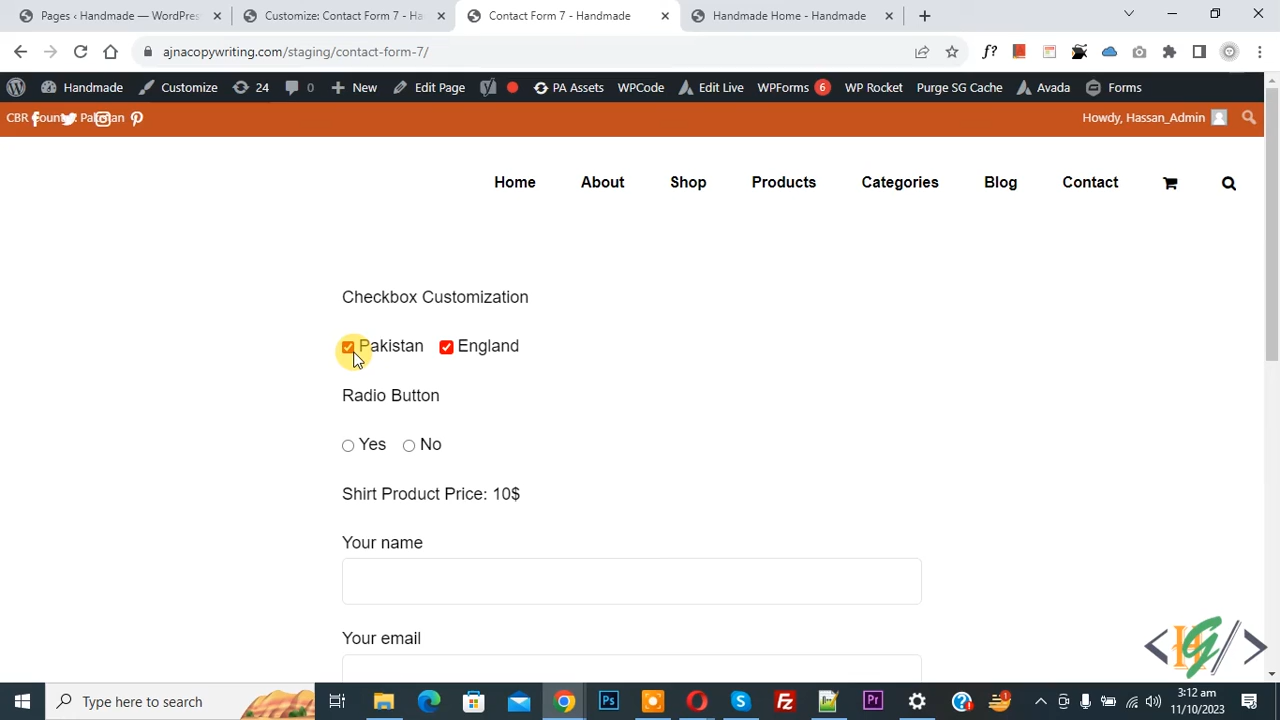 Pages ‹ Handmade — WordPress
Customize: Contact Form 7 - Ha
Contact Form 7 - Handmade
Handmade Home - Handmade
ajnacopywriting.com/staging/contact-form-7/
Handmade Customize 24 0 New Edit Page PA Assets WPCode Edit Live WPForms 6 WP Rocket Purge SG Cache Avada Forms
CBR Country: Pakistan
Howdy, Hassan_Admin
Home About Shop Products Categories Blog Contact
Checkbox Customization
Pakistan England
Radio Button
Yes No
Shirt Product Price: 10$
Your name
Your email
Type here to search
3:12 am
11/10/2023